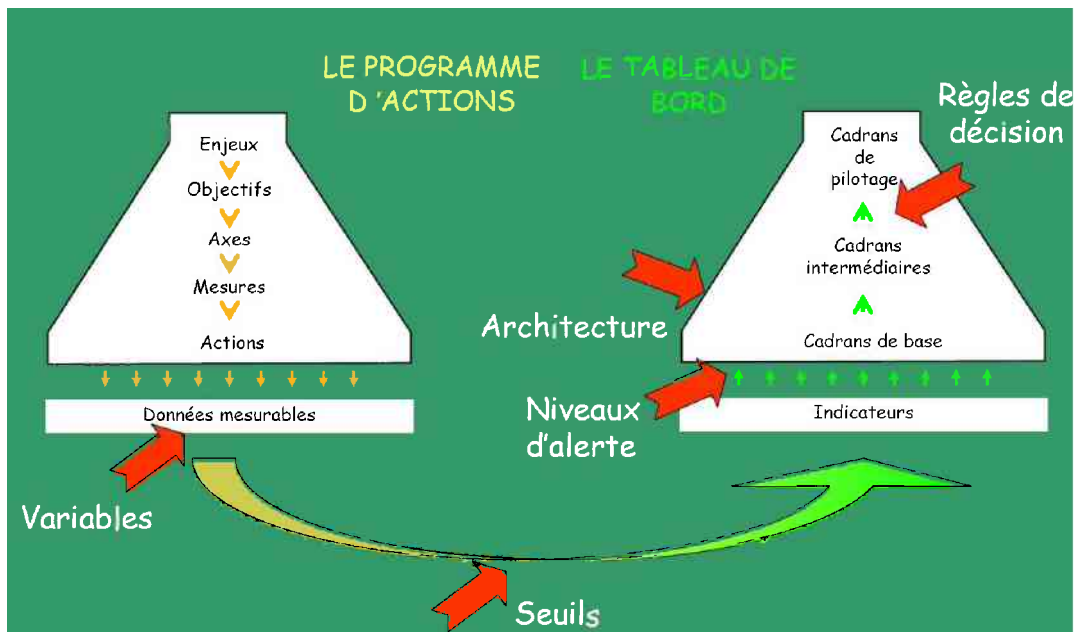 LE PROGRAMME
D 'ACTIONS
LE TABLEAU DE
BORD
Règles de
décision
Enjeux
Objectifs
Axes
Mesures
Actions
Données mesurables
Variables
Cadrans
de
pilotage
Cadrans
intermédiaires
Cadrans de base
Indicateurs
Architecture
Niveaux
d'alerte
Seuils